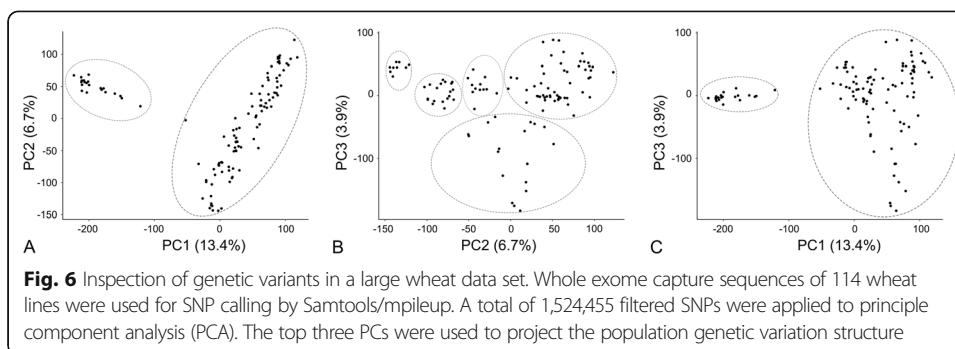 100
50
0
-50
-100
-150
PC2 (6.7%)
-200
-100
0
100
A
PC1 (13.4%)
100
0
-100
PC3 (3.9%)
-150
-100
-50
0
50
100
B
PC2 (6.7%)
100
0
-100
PC3 (3.9%)
-200
-100
0
100
C
PC1 (13.4%)
Fig. 6 Inspection of genetic variants in a large wheat data set. Whole exome capture sequences of 114 wheat
lines were used for SNP calling by Samtools/mpileup. A total of 1,524,455 filtered SNPs were applied to principle
component analysis (PCA). The top three PCs were used to project the population genetic variation structure